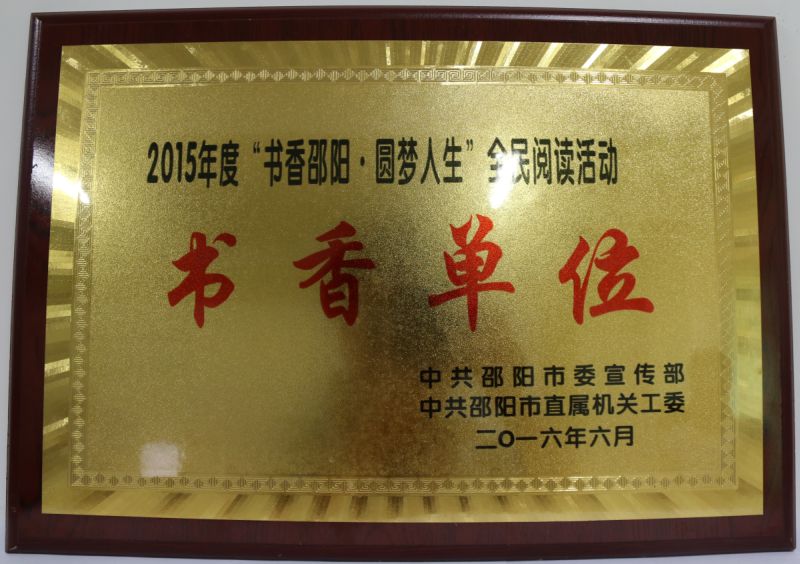 2015年度“书香邵阳·圆梦人生”全民阅读活动
书香单位
中共邵阳市委宣传部
中共邵阳市直属机关工委
二〇一六年六月